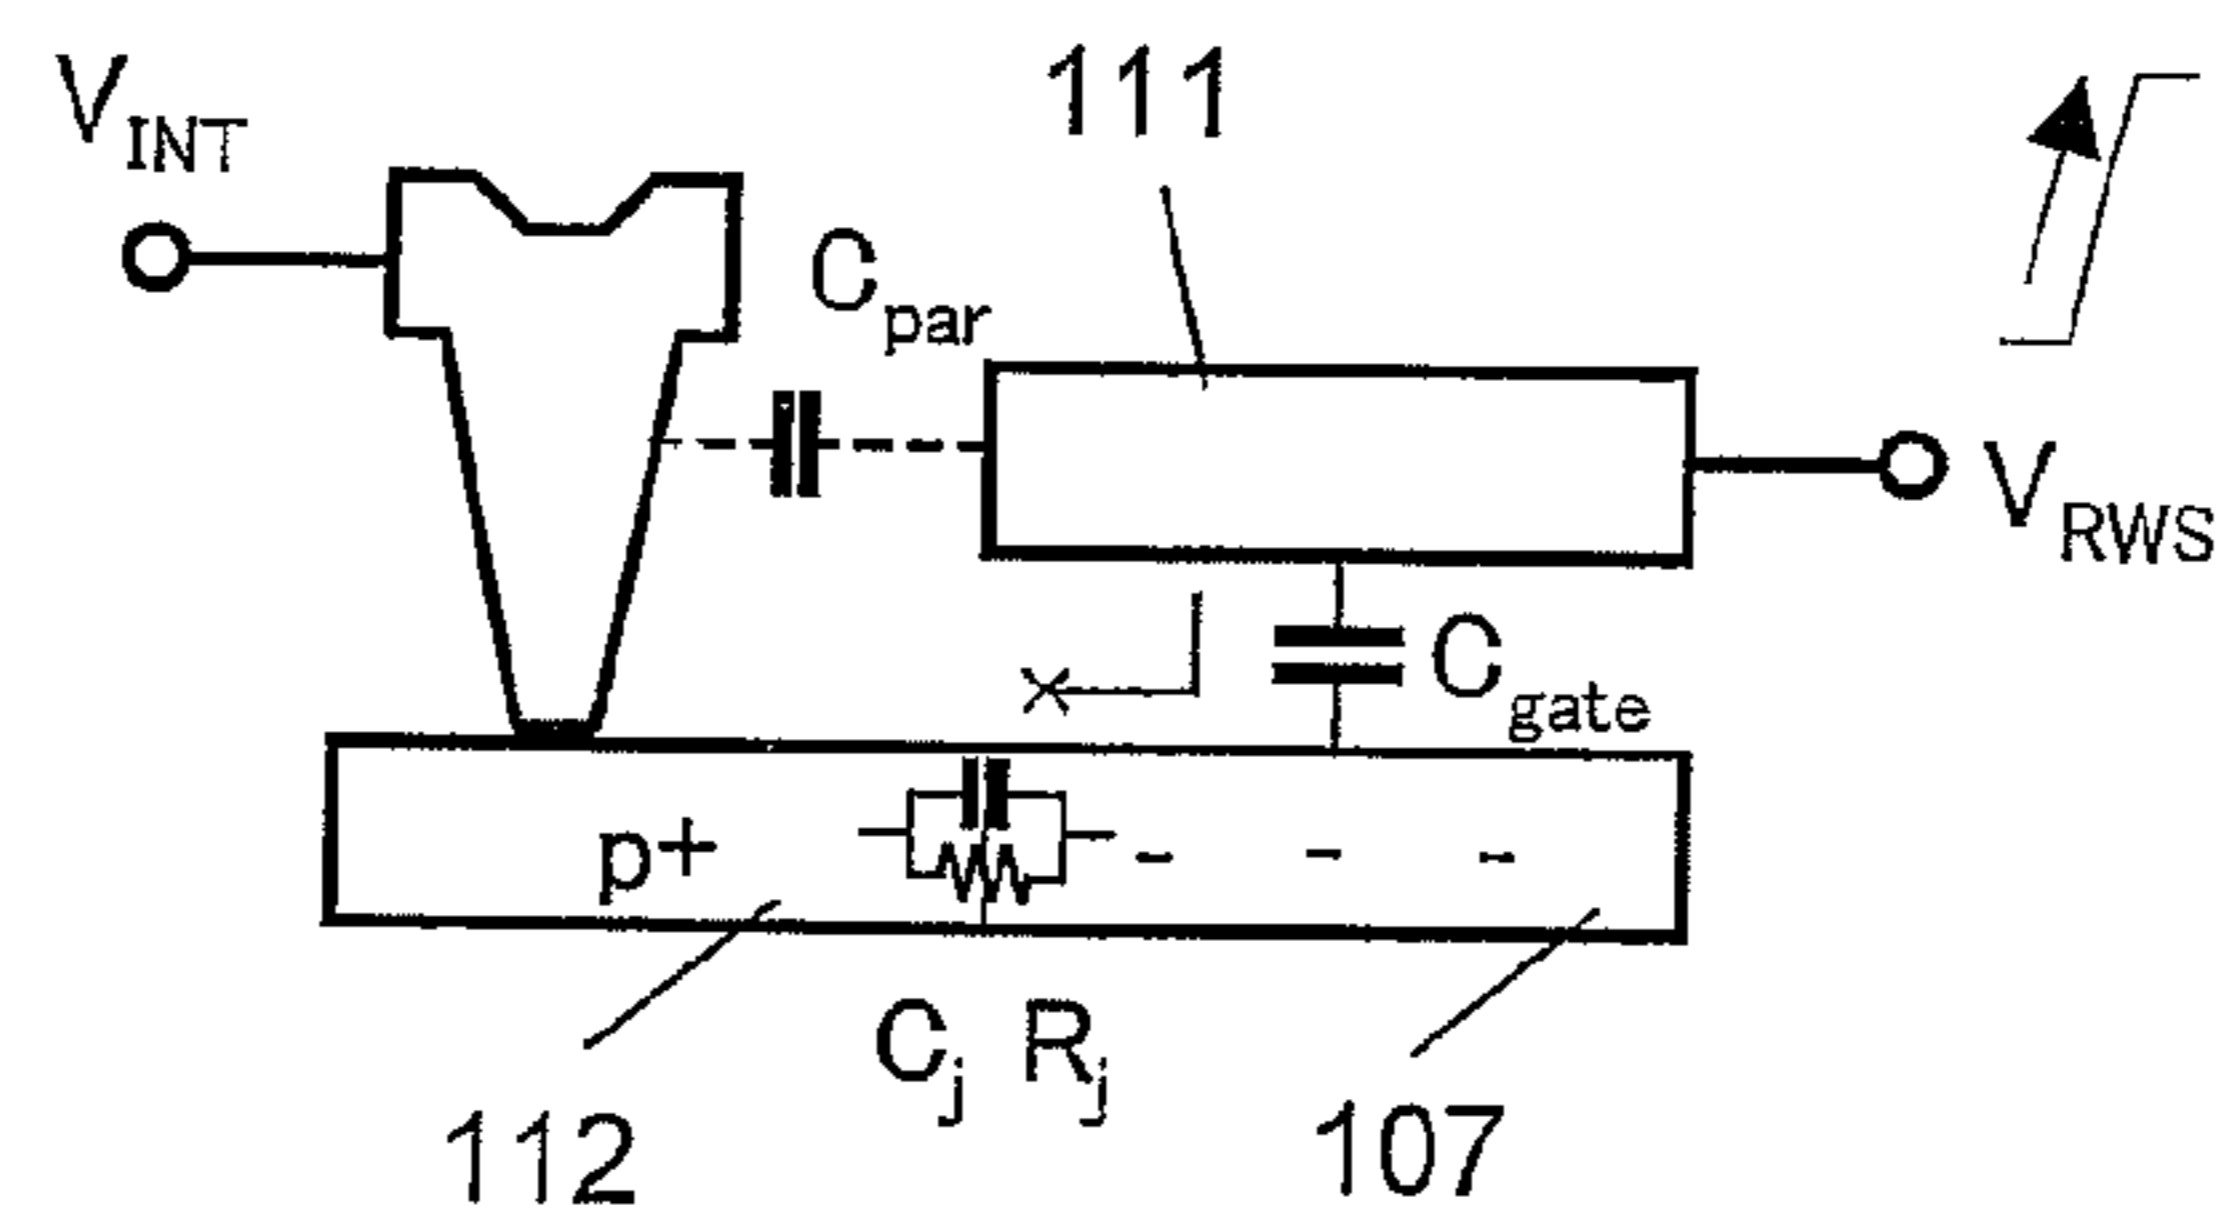 V_INT
111
C_par
V_RWS
C_gate
p+ - - -
C_j R_j
112
107